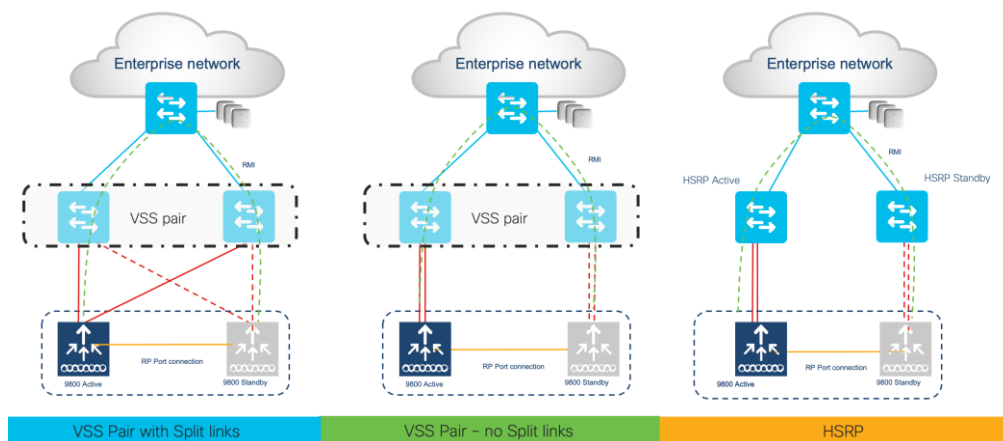 Enterprise network
RMI
VSS pair
RP Port connection
9800 Active
9800 Standby
VSS Pair with Split links
Enterprise network
RMI
VSS pair
RP Port connection
9800 Active
9800 Standby
VSS Pair – no Split links
Enterprise network
RMI
HSRP Active
HSRP Standby
RP Port connection
9800 Active
9800 Standby
HSRP